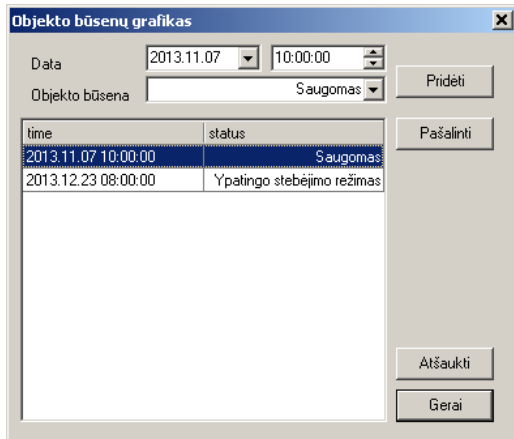 Objekto būsenų grafikas
Data 2013.11.07 10:00:00
Pridėti
Objekto būsena Saugomas
time status
Pašalinti
2013.11.07 10:00:00 Saugomas
2013.12.23 08:00:00 Ypatingo stebėjimo režimas
Atšaukti
Gerai